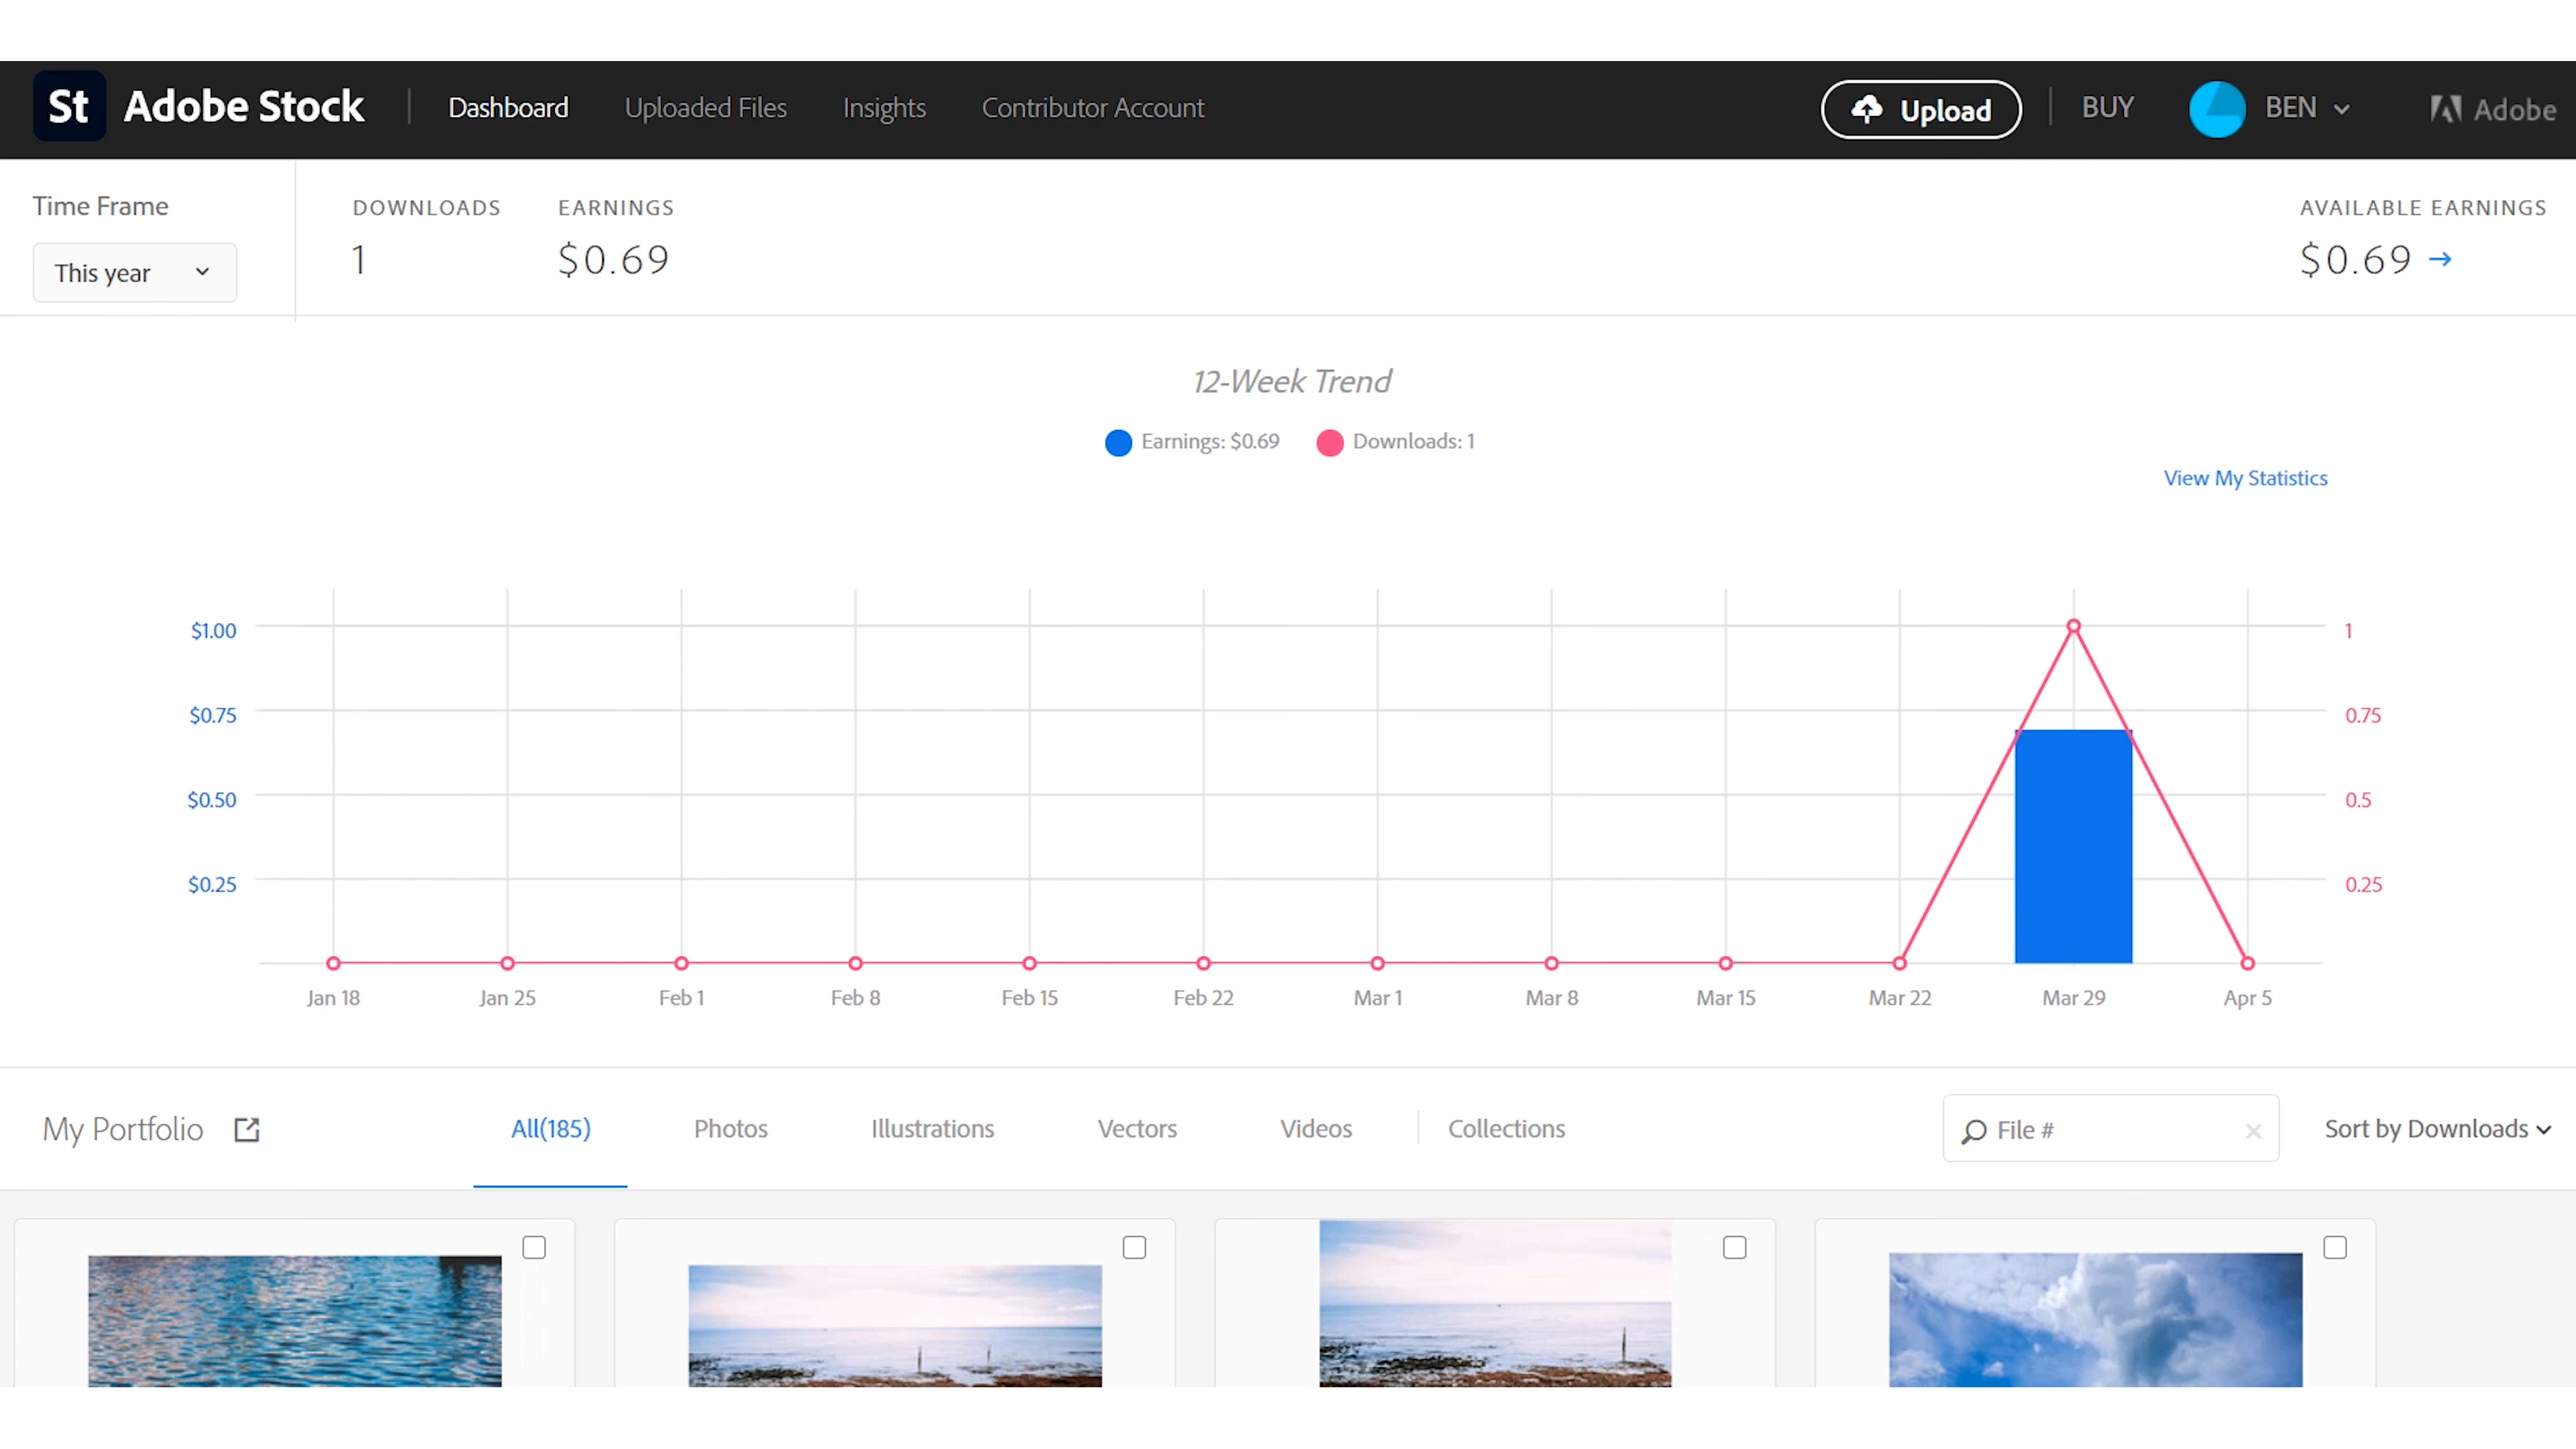 St Adobe Stock Dashboard Uploaded Files Insights Contributor Account Upload BUY BEN Adobe
Time Frame
This year
DOWNLOADS
1
EARNINGS
$0.69
AVAILABLE EARNINGS
$0.69 →
12-Week Trend
Earnings: $0.69 Downloads: 1
View My Statistics
$1.00
$0.75
$0.50
$0.25
1
0.75
0.5
0.25
Jan 18 Jan 25 Feb 1 Feb 8 Feb 15 Feb 22 Mar 1 Mar 8 Mar 15 Mar 22 Mar 29 Apr 5
My Portfolio All(185) Photos Illustrations Vectors Videos Collections File # Sort by Downloads